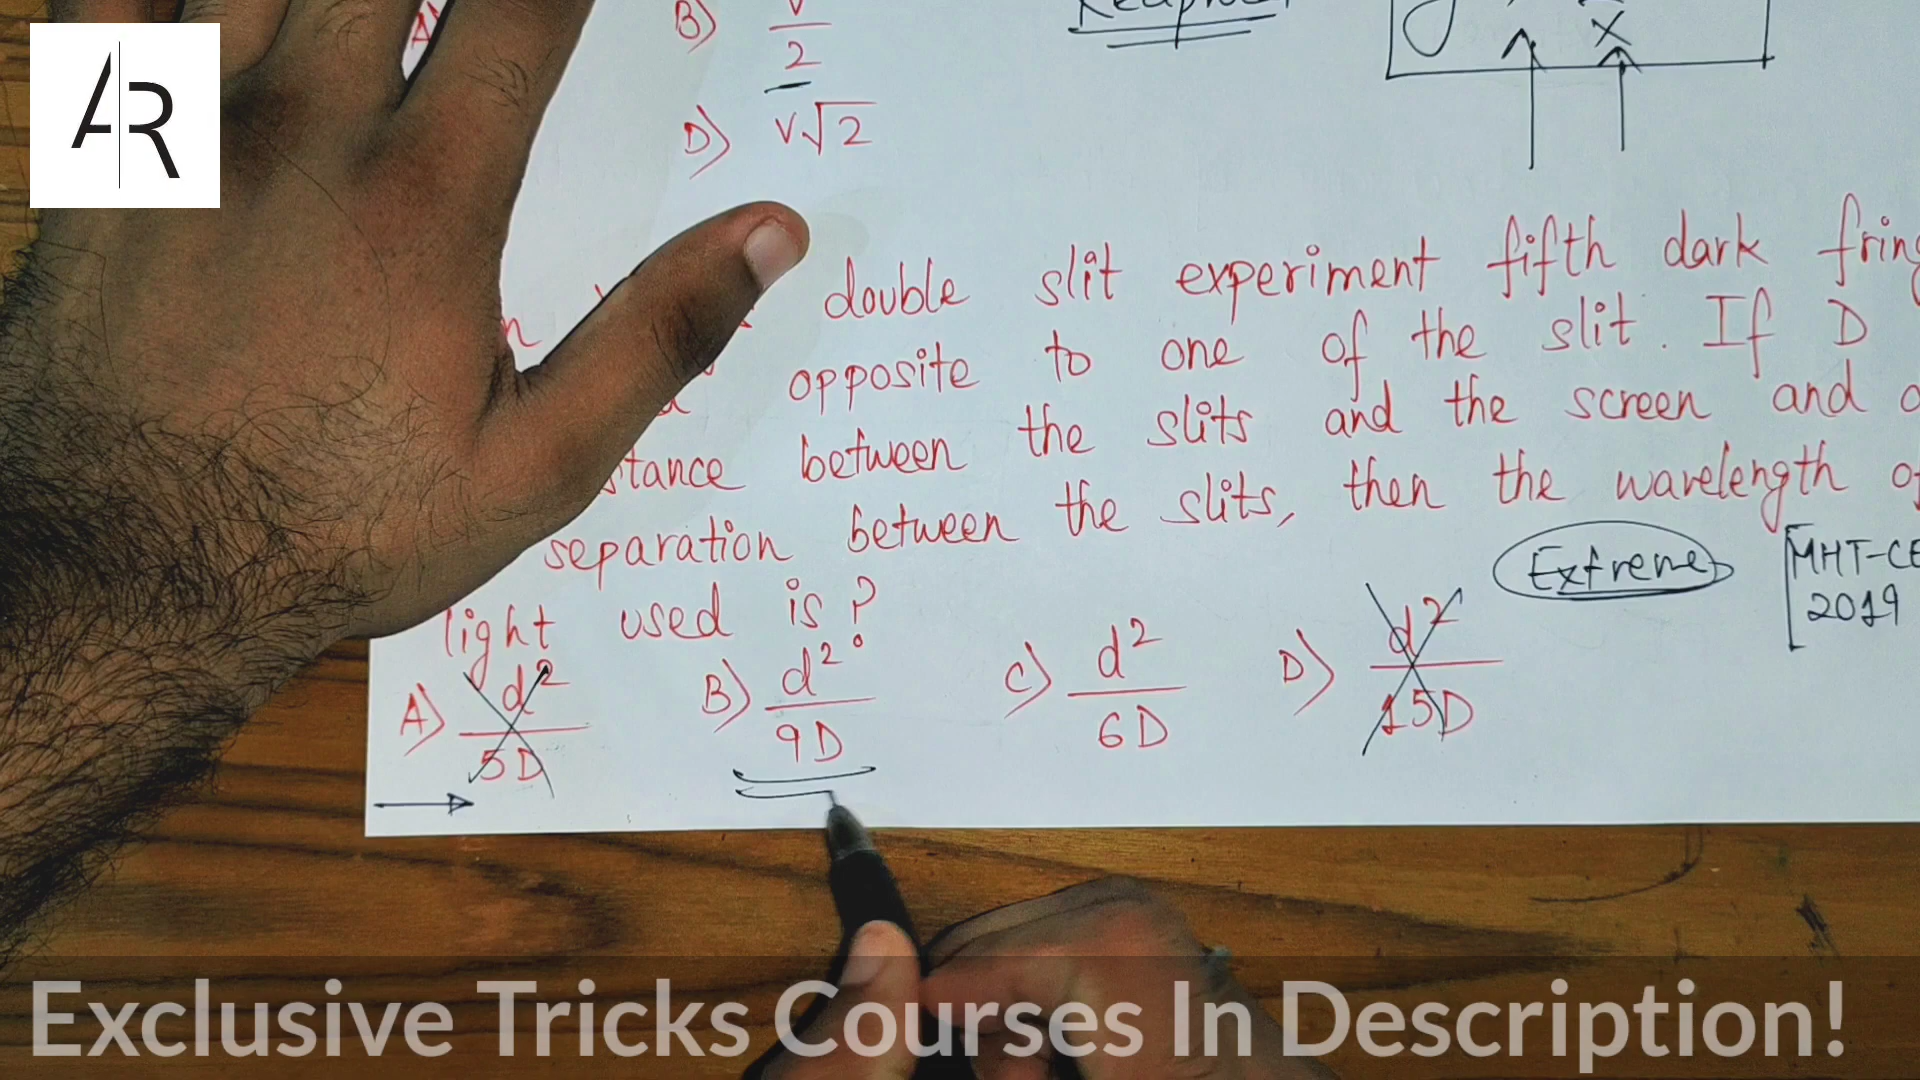 AR
B) v/2
D) v√2
X
double slit experiment fifth dark
opposite to one of the slit. If D
between the slits and the screen and
separation between the slits, then the wavelength
Extreme
[MHT-CE
2019
light used is ?
A) d²/5D B) d²/9D C) d²/6D D) d²/15D
Exclusive Tricks Courses In Description!